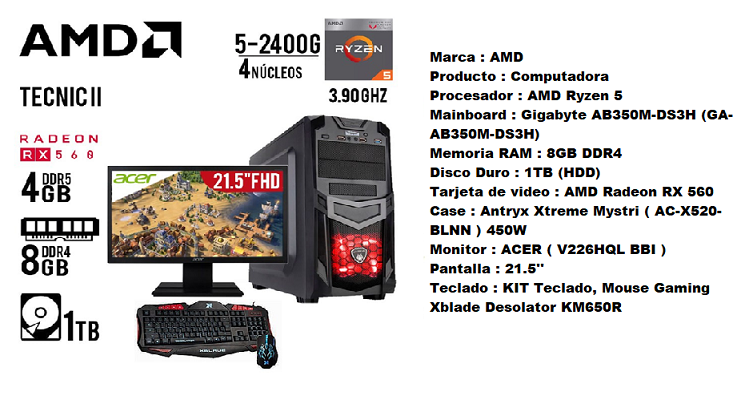 AMD
5-2400G
4 NÚCLEOS
AMD
RYZEN
5
3.90GHZ
TECNIC II
RADEON
RX 560
4 DDR5
GB
8 DDR4
GB
1TB
acer
21.5"FHD
acer
XBLADE
Marca : AMD
Producto : Computadora
Procesador : AMD Ryzen 5
Mainboard : Gigabyte AB350M-DS3H (GA-
AB350M-DS3H)
Memoria RAM : 8GB DDR4
Disco Duro : 1TB (HDD)
Tarjeta de video : AMD Radeon RX 560
Case : Antryx Xtreme Mystri ( AC-X520-
BLNN ) 450W
Monitor : ACER ( V226HQL BBI )
Pantalla : 21.5''
Teclado : KIT Teclado, Mouse Gaming
Xblade Desolator KM650R